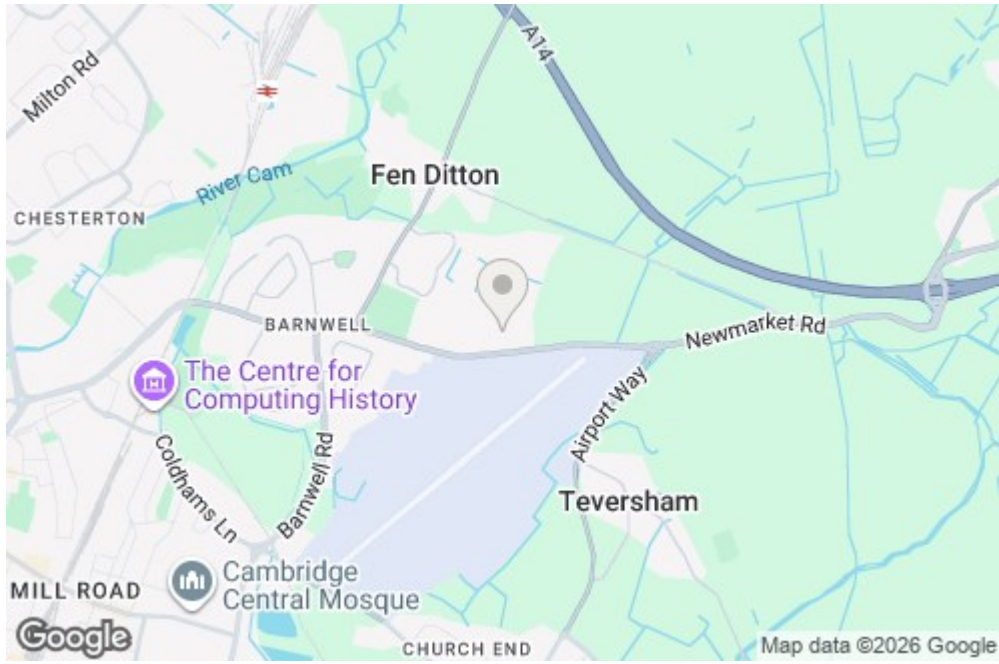 Milton Rd
A14
River Cam
Fen Ditton
CHESTERTON
BARNWELL
Newmarket Rd
The Centre for
Computing History
Airport Way
Coldhams Ln
Barnwell Rd
Teversham
Cambridge
Central Mosque
MILL ROAD
CHURCH END
Google
Map data ©2026 Google